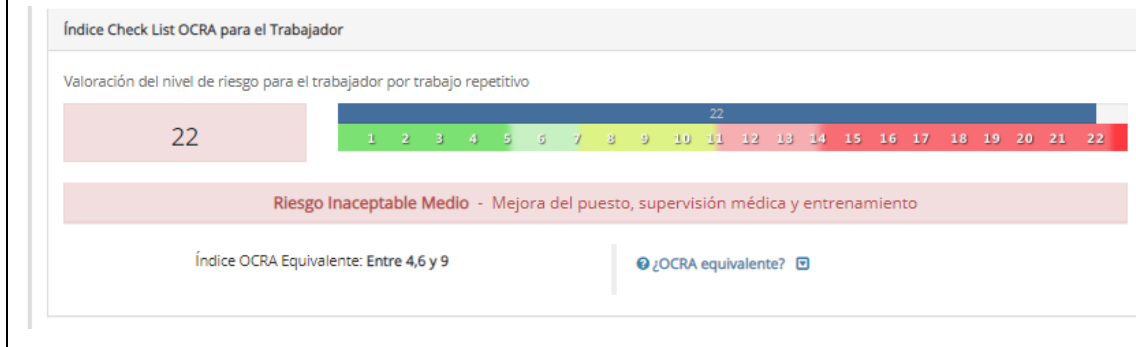 Índice Check List OCRA para el Trabajador
Valoración del nivel de riesgo para el trabajador por trabajo repetitivo
22
22
1 2 3 4 5 6 7 8 9 10 11 12 13 14 15 16 17 18 19 20 21 22
Riesgo Inaceptable Medio - Mejora del puesto, supervisión médica y entrenamiento
Índice OCRA Equivalente: Entre 4,6 y 9
¿OCRA equivalente?